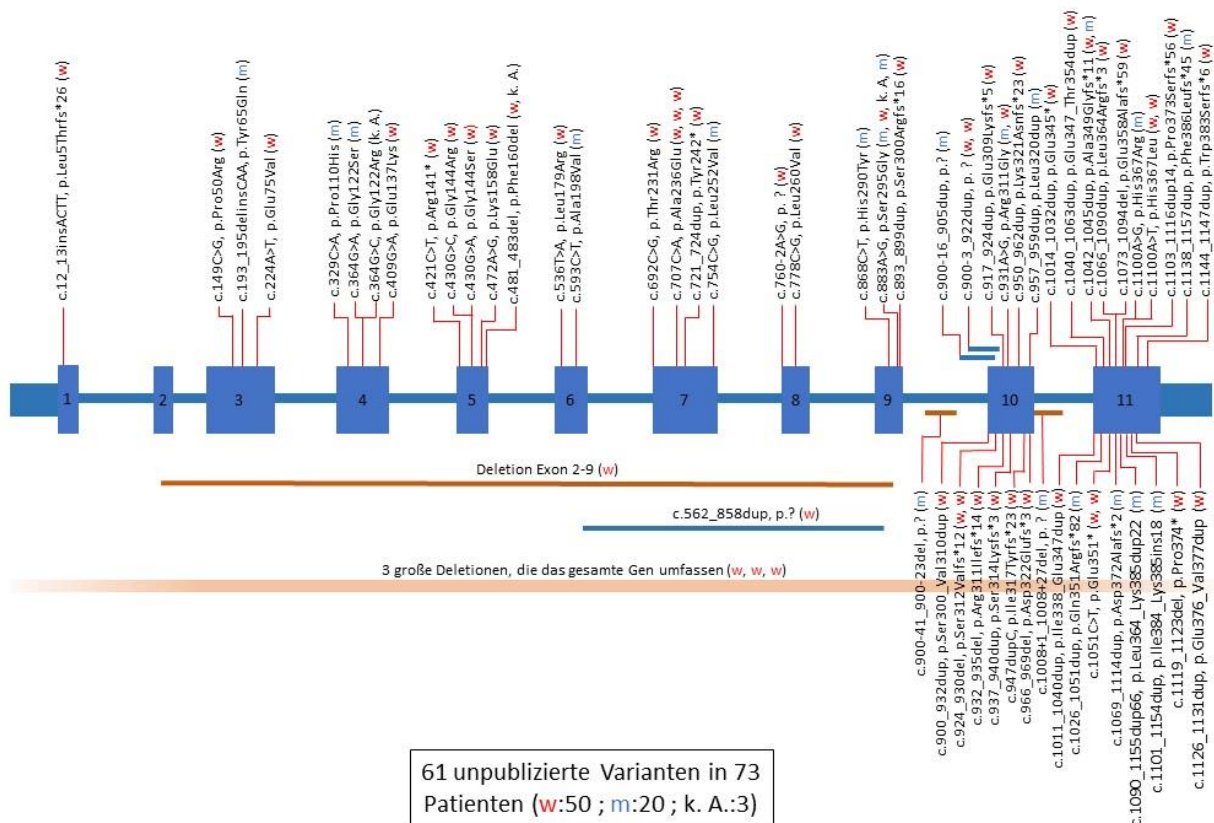 c.12_13insACTT, p.Leu5Thrfs*26 (w)
c.149C>G, p.Pro50Arg (w)
c.193_195delinsCAA, p.Tyr65Gln (m)
c.224A>T, p.Glu75Val (w)
c.329C>A, p.Pro110His (m)
c.364G>A, p.Gly122Ser (m)
c.364G>C, p.Gly122Arg (k. A.)
c.409G>A, p.Glu137Lys (w)
c.421C>T, p.Arg141* (w)
c.430G>C, p.Gly144Arg (w)
c.430G>A, p.Gly144Ser (w)
c.472A>G, p.Lys158Glu (w)
c.481_483del, p.Phe160del (w, k. A.)
c.536T>A, p.Leu179Arg (w)
c.593C>T, p.Ala198Val (m)
c.692C>G, p.Thr231Arg (w)
c.707C>A, p.Ala236Glu (w, w, w)
c.721_724dup, p.Tyr242* (w)
c.754C>G, p.Leu252Val (m)
c.760-2A>G, p. ? (w)
c.778C>G, p.Leu260Val (w)
c.868C>T, p.His290Tyr (m)
c.883A>G, p.Ser295Gly (m, w, k. A, m)
c.893_899dup, p.Ser300Argfs*16 (w)
c.900-16_905dup, p.? (m)
c.900-3_922dup, p. ? (w, w)
c.917_924dup, p.Glu309Lysfs*5 (w)
c.931A>G, p.Arg311Gly (m, w)
c.950_962dup, p.Lys321Asnfs*23 (w)
c.957_959dup, p.Leu320dup (m)
c.1014_1032dup, p.Glu345* (w)
c.1040_1063dup, p.Glu347_Thr354dup (w)
c.1042_1045dup, p.Ala349Glyfs*11 (w, m)
c.1066_1090dup, p.Leu364Argfs*3 (w)
c.1073_1094del, p.Glu358Alafs*59 (w)
c.1100A>G, p.His367Arg (m)
c.1100A>T, p.His367Leu (w, w)
c.1103_1116dup14, p.Pro373Serfs*56 (w)
c.1138_1157dup, p.Phe386Leufs*45 (m)
c.1144_1147dup, p.Trp383Serfs*6 (w)
1
2
3
4
5
6
7
8
9
10
11
Deletion Exon 2-9 (w)
c.562_858dup, p.? (w)
3 große Deletionen, die das gesamte Gen umfassen (w, w, w)
c.900-41_900-23del, p.? (m)
c.900_932dup, p.Ser300_Val310dup (w)
c.924_930del, p.Ser312Valfs*12 (w, w)
c.932_935del, p.Arg311Ilefs*14 (w)
c.937_940dup, p.Ser314Lysfs*3 (w)
c.947dupC, p.Ile317Tyrfs*23 (w)
c.966_969del, p.Asp322Glufs*3 (w)
c.1008+1_1008+27del, p. ? (m)
c.1011_1040dup, p.Ile338_Glu347dup (w)
c.1026_1051dup, p.Gln351Argfs*82 (m)
c.1051C>T, p.Glu351* (w, w)
c.1069_1114dup, p.Asp372Alafs*2 (m)
c.1090_1155dup66, p.Leu364_Lys385dup22 (m)
c.1101_1154dup, p.Ile384_Lys385ins18 (m)
c.1119_1123del, p.Pro374* (w)
c.1126_1131dup, p.Glu376_Val377dup (w)
61 unpublizierte Varianten in 73
Patienten (w:50 ; m:20 ; k. A.:3)